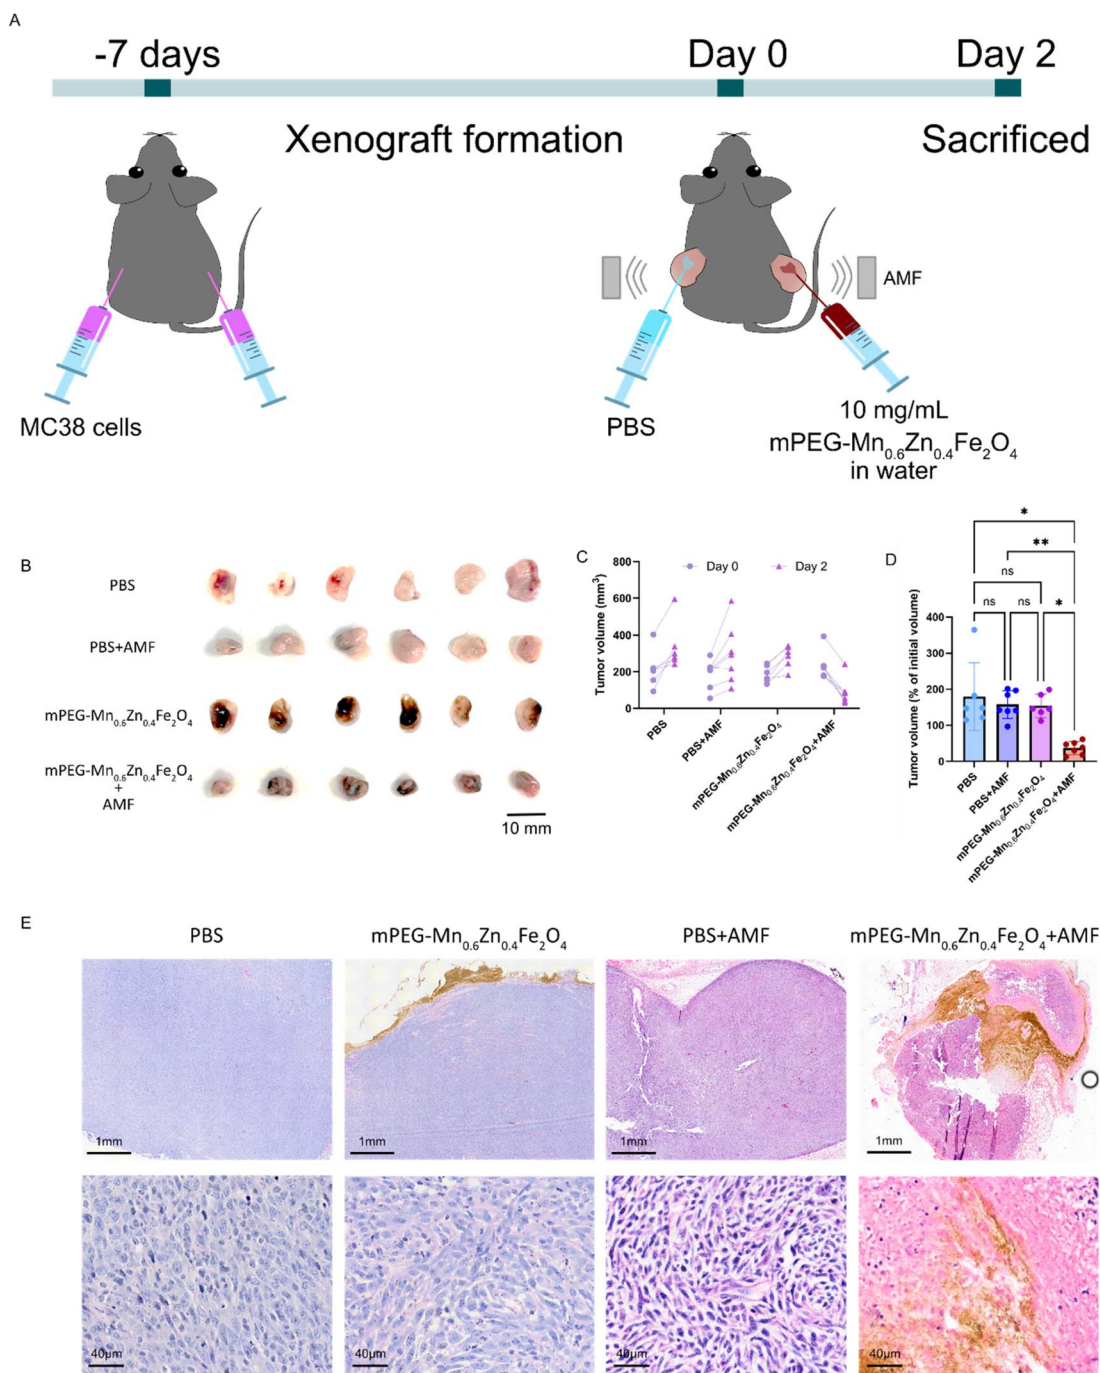 A
-7 days
Day 0
Day 2
Xenograft formation
Sacrificed
AMF
MC38 cells
PBS
10 mg/mL
mPEG-Mn0.6Zn0.4Fe2O4
in water
B
PBS
PBS+AMF
mPEG-Mn0.6Zn0.4Fe2O4
mPEG-Mn0.6Zn0.4Fe2O4
+
AMF
10 mm
C
Day 0
Day 2
Tumor volume (mm3)
800
600
400
200
0
PBS
PBS+AMF
mPEG-Mn0.6Zn0.4Fe2O4
mPEG-Mn0.6Zn0.4Fe2O4+AMF
D
*
**
ns
ns
ns
*
Tumor volume (% of initial volume)
400
300
200
100
0
PBS
PBS+AMF
mPEG-Mn0.6Zn0.4Fe2O4
mPEG-Mn0.6Zn0.4Fe2O4+AMF
E
PBS
mPEG-Mn0.6Zn0.4Fe2O4
PBS+AMF
mPEG-Mn0.6Zn0.4Fe2O4+AMF
1mm
1mm
1mm
1mm
40µm
40µm
40µm
40µm